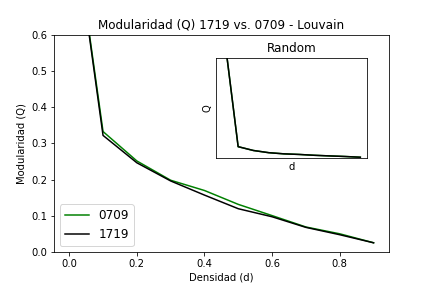 Modularidad (Q) 1719 vs. 0709 - Louvain
Modularidad (Q)
0.6
0.5
0.4
0.3
0.2
0.1
0.0
Random
Q
d
0709
1719
0.0 0.2 0.4 0.6 0.8
Densidad (d)